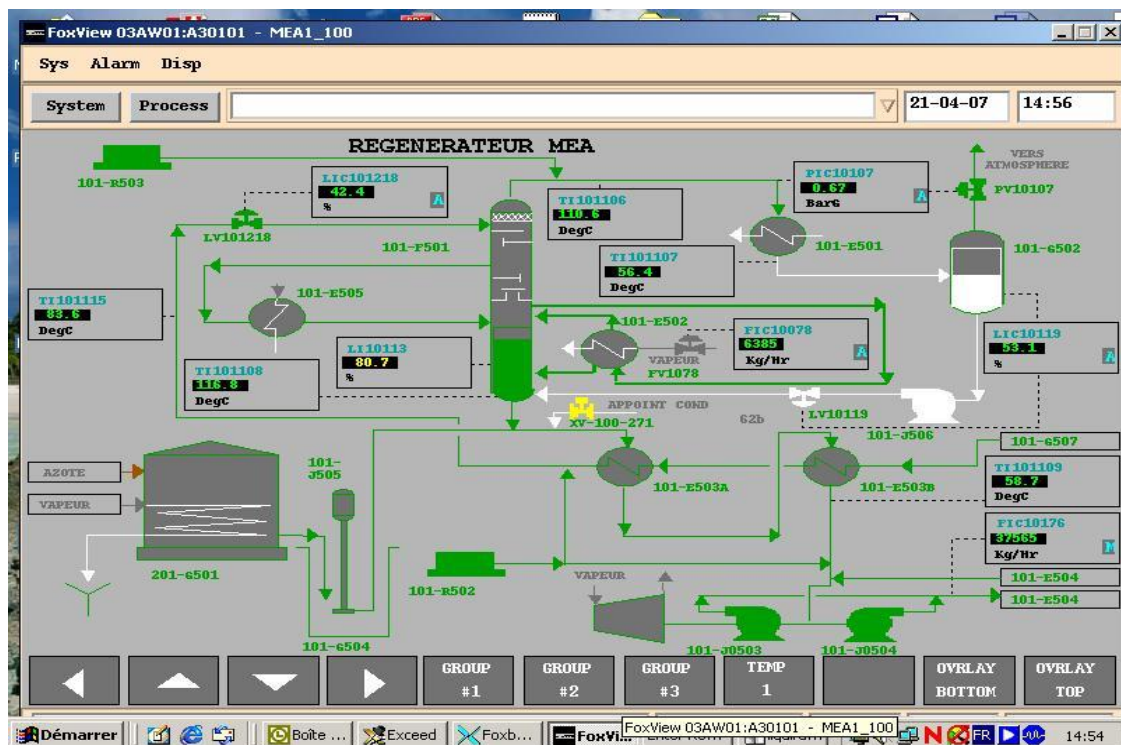 FoxView 03AW01:A30101 - MEA1_100
Sys Alarm Disp
System Process 21-04-07 14:56
REGENERATEUR MEA
101-R503
LIC101218
42.4
%
A
LV101218
101-F501
TI101106
110.6
DegC
PIC10107
0.67
BarG
A
VERS
ATMOSPHERE
PV10107
101-E501
101-G502
TI101107
56.4
DegC
TI101115
83.6
DegC
101-E505
101-E502
LI10113
80.7
%
TI101108
116.8
DegC
VAPEUR
FV1078
FIC10078
6385
Kg/Hr
A
LIC10119
53.1
%
A
APPOINT COND
XV-100-271
62b
LV10119
101-J506
101-G507
101-J505
101-E503A
101-E503B
TI101109
58.7
DegC
AZOTE
VAPEUR
201-G501
101-G504
101-R502
VAPEUR
FIC10176
37565
Kg/Hr
M
101-E504
101-E504
101-J0503
101-J0504
GROUP #1
GROUP #2
GROUP #3
TEMP 1
OVRLAY BOTTOM
OVRLAY TOP
Démarrer
Boîte ...
Exceed
Foxb...
FoxVi...
FoxView 03AW01:A30101 - MEA1_100
N
FR
14:54